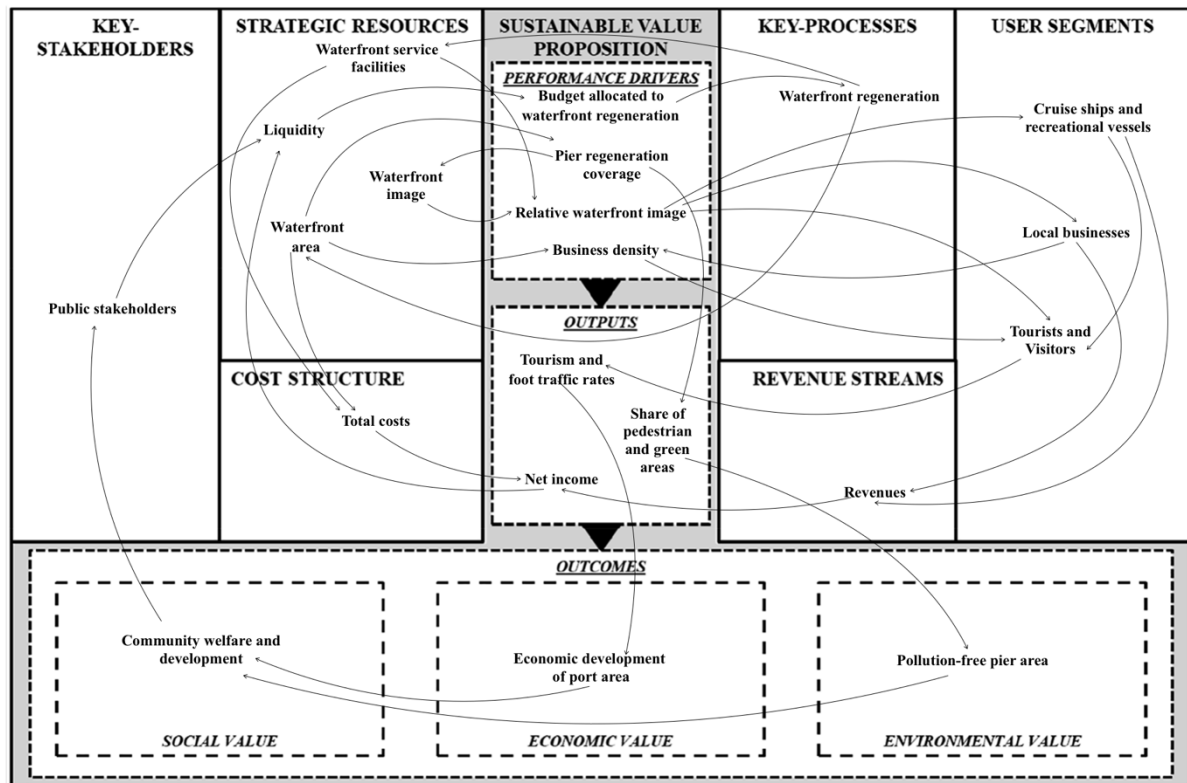 KEY-
STAKEHOLDERS
Public stakeholders
STRATEGIC RESOURCES
Waterfront service
facilities
Liquidity
Waterfront
image
Waterfront
area
COST STRUCTURE
Total costs
SUSTAINABLE VALUE
PROPOSITION
PERFORMANCE DRIVERS
Budget allocated to
waterfront regeneration
Pier regeneration
coverage
Relative waterfront image
Business density
OUTPUTS
Tourism and
foot traffic rates
Share of
pedestrian
and green
areas
Net income
KEY-PROCESSES
Waterfront regeneration
REVENUE STREAMS
Revenues
USER SEGMENTS
Cruise ships and
recreational vessels
Local businesses
Tourists and
Visitors
OUTCOMES
Community welfare and
development
SOCIAL VALUE
Economic development
of port area
ECONOMIC VALUE
Pollution-free pier area
ENVIRONMENTAL VALUE